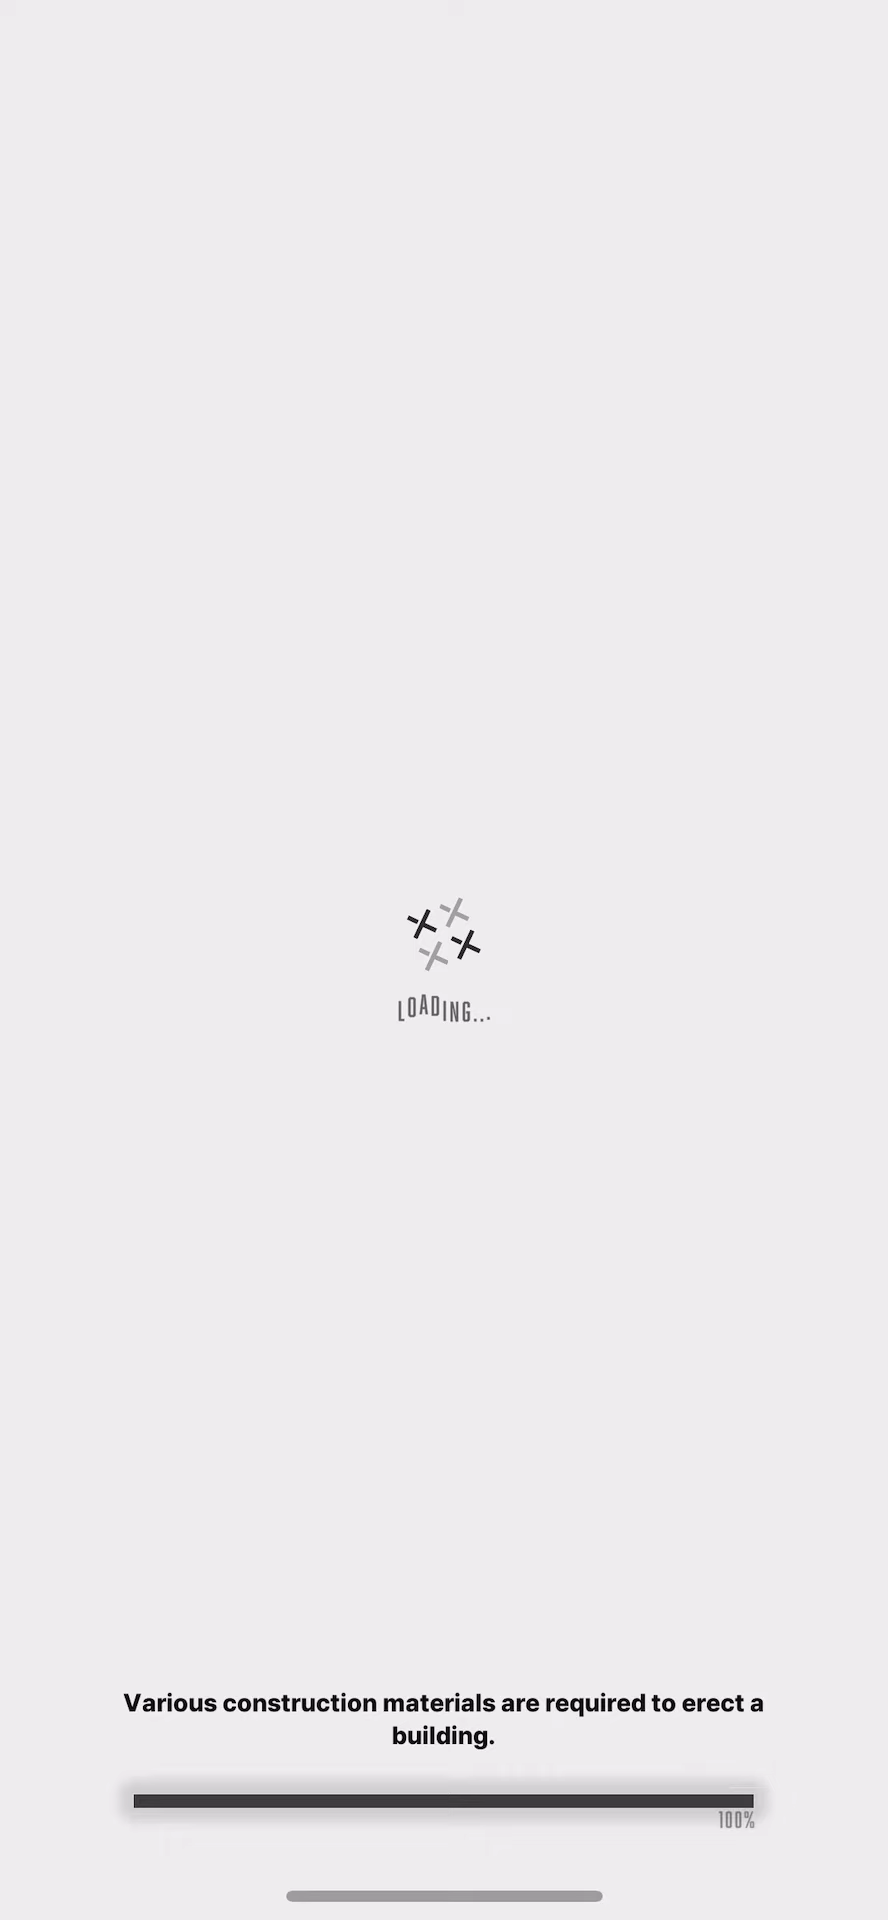 LOADING...
Various construction materials are required to erect a
building.
100%